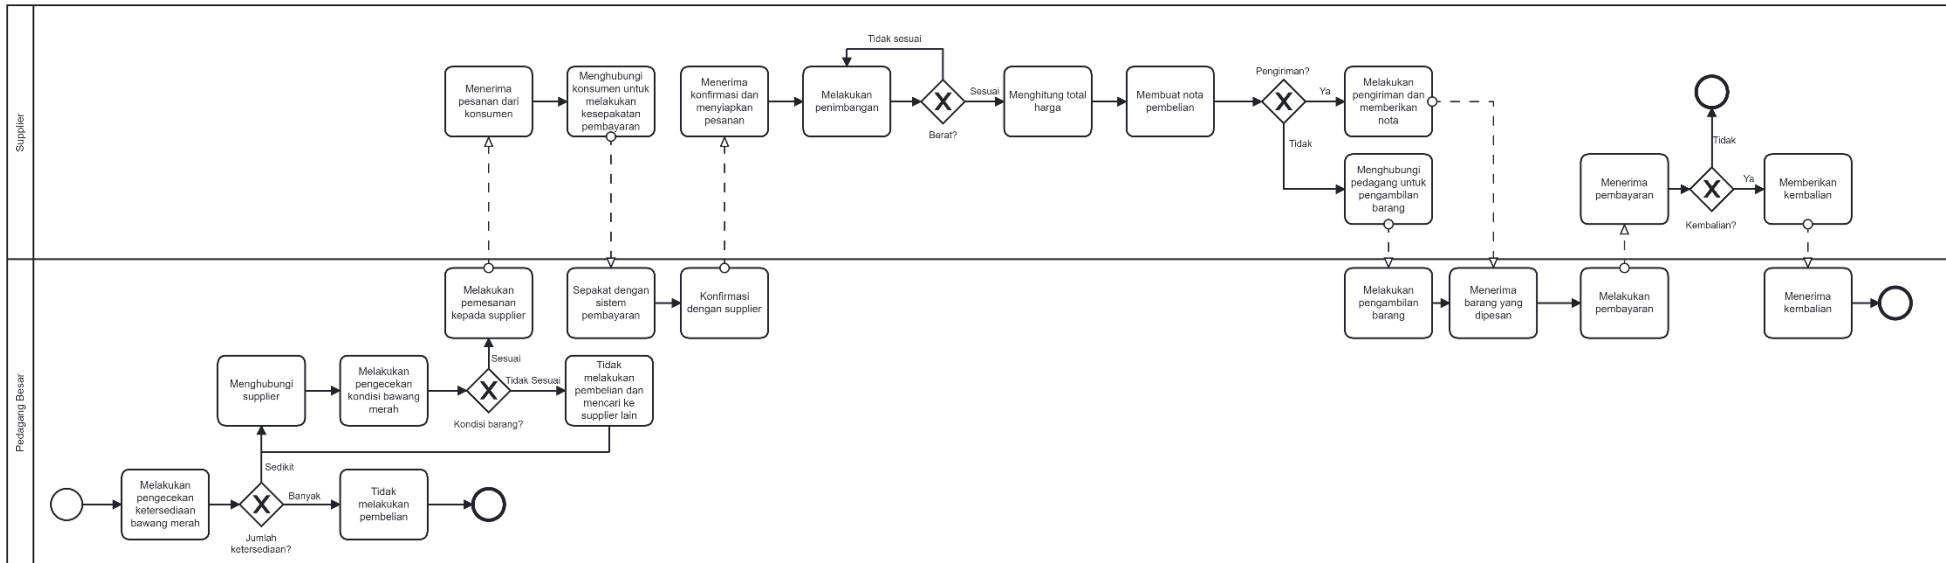 Supplier
Menerima
pesanan dari
konsumen
Menghubungi
konsumen untuk
melakukan
kesepakatan
pembayaran
Menerima
konfirmasi dan
menyiapkan
pesanan
Tidak sesuai
Melakukan
penimbangan
Berat?
Sesuai
Menghitung total
harga
Membuat nota
pembelian
Pengiriman?
Ya
Melakukan
pengiriman dan
memberikan
nota
Tidak
Menghubungi
pedagang untuk
pengambilan
barang
Menerima
pembayaran
Tidak
Kembalian?
Ya
Memberikan
kembalian
Pedagang Besar
Melakukan
pemesanan
kepada supplier
Sepakat dengan
sistem
pembayaran
Konfirmasi
dengan supplier
Melakukan
pengambilan
barang
Menerima
barang yang
dipesan
Melakukan
pembayaran
Menerima
kembalian
Menghubungi
supplier
Melakukan
pengecekan
kondisi bawang
merah
Sesuai
Tidak Sesuai
Kondisi barang?
Tidak
melakukan
pembelian dan
mencari ke
supplier lain
Melakukan
pengecekan
ketersediaan
bawang merah
Sedikit
Banyak
Jumlah
ketersediaan?
Tidak
melakukan
pembelian